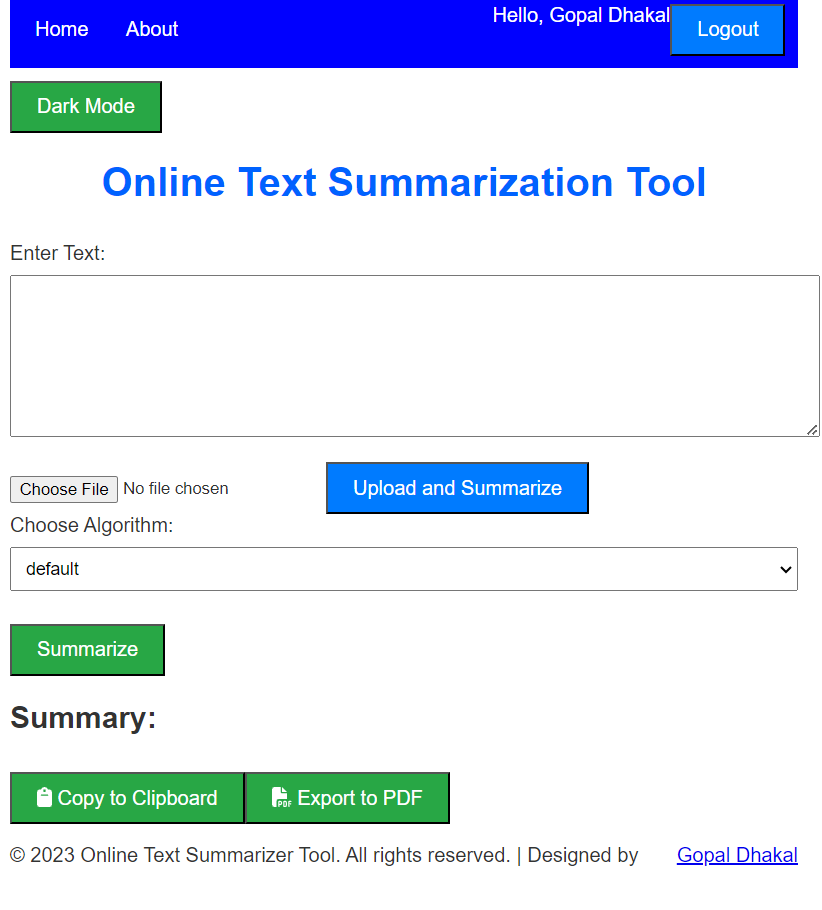 Home About Hello, Gopal Dhakal Logout
Dark Mode
Online Text Summarization Tool
Enter Text:
Choose File No file chosen Upload and Summarize
Choose Algorithm:
default
Summarize
Summary:
Copy to Clipboard Export to PDF
© 2023 Online Text Summarizer Tool. All rights reserved. | Designed by Gopal Dhakal